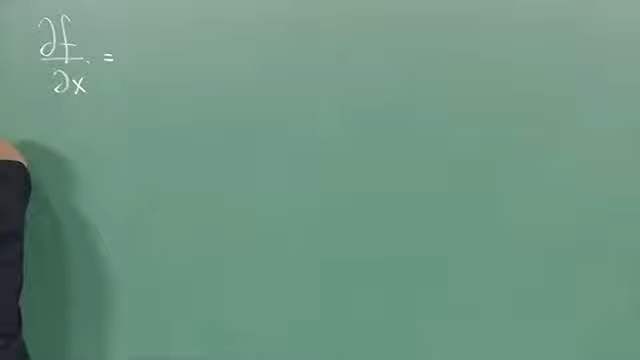 ∂f/∂x =